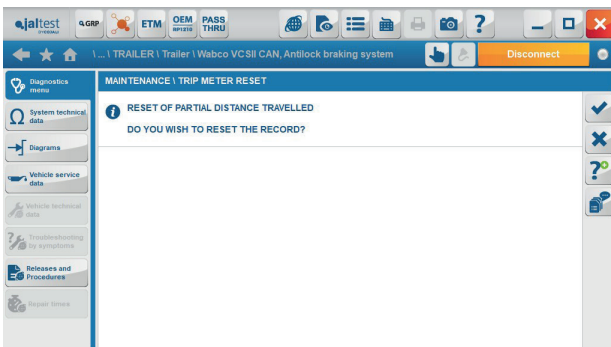 ajaltest
GRP
ETM
OEM
RP1210
PASS
THRU
?
\ ... \ TRAILER \ Trailer \ Wabco VCSII CAN, Antilock braking system
Disconnect
Diagnostics
menu
MAINTENANCE \ TRIP METER RESET
System technical
data
RESET OF PARTIAL DISTANCE TRAVELLED
DO YOU WISH TO RESET THE RECORD?
Diagrams
Vehicle service
data
Vehicle technical
data
Troubleshooting
by symptoms
Releases and
Procedures
Repair times